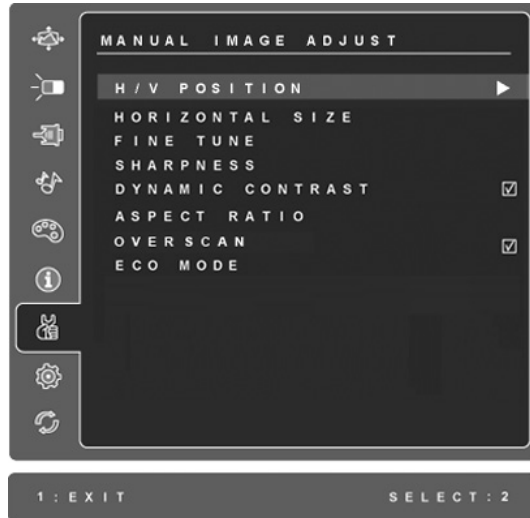 MANUAL IMAGE ADJUST
H/V POSITION
HORIZONTAL SIZE
FINE TUNE
SHARPNESS
DYNAMIC CONTRAST
ASPECT RATIO
OVERSCAN
ECO MODE
1:EXIT SELECT:2